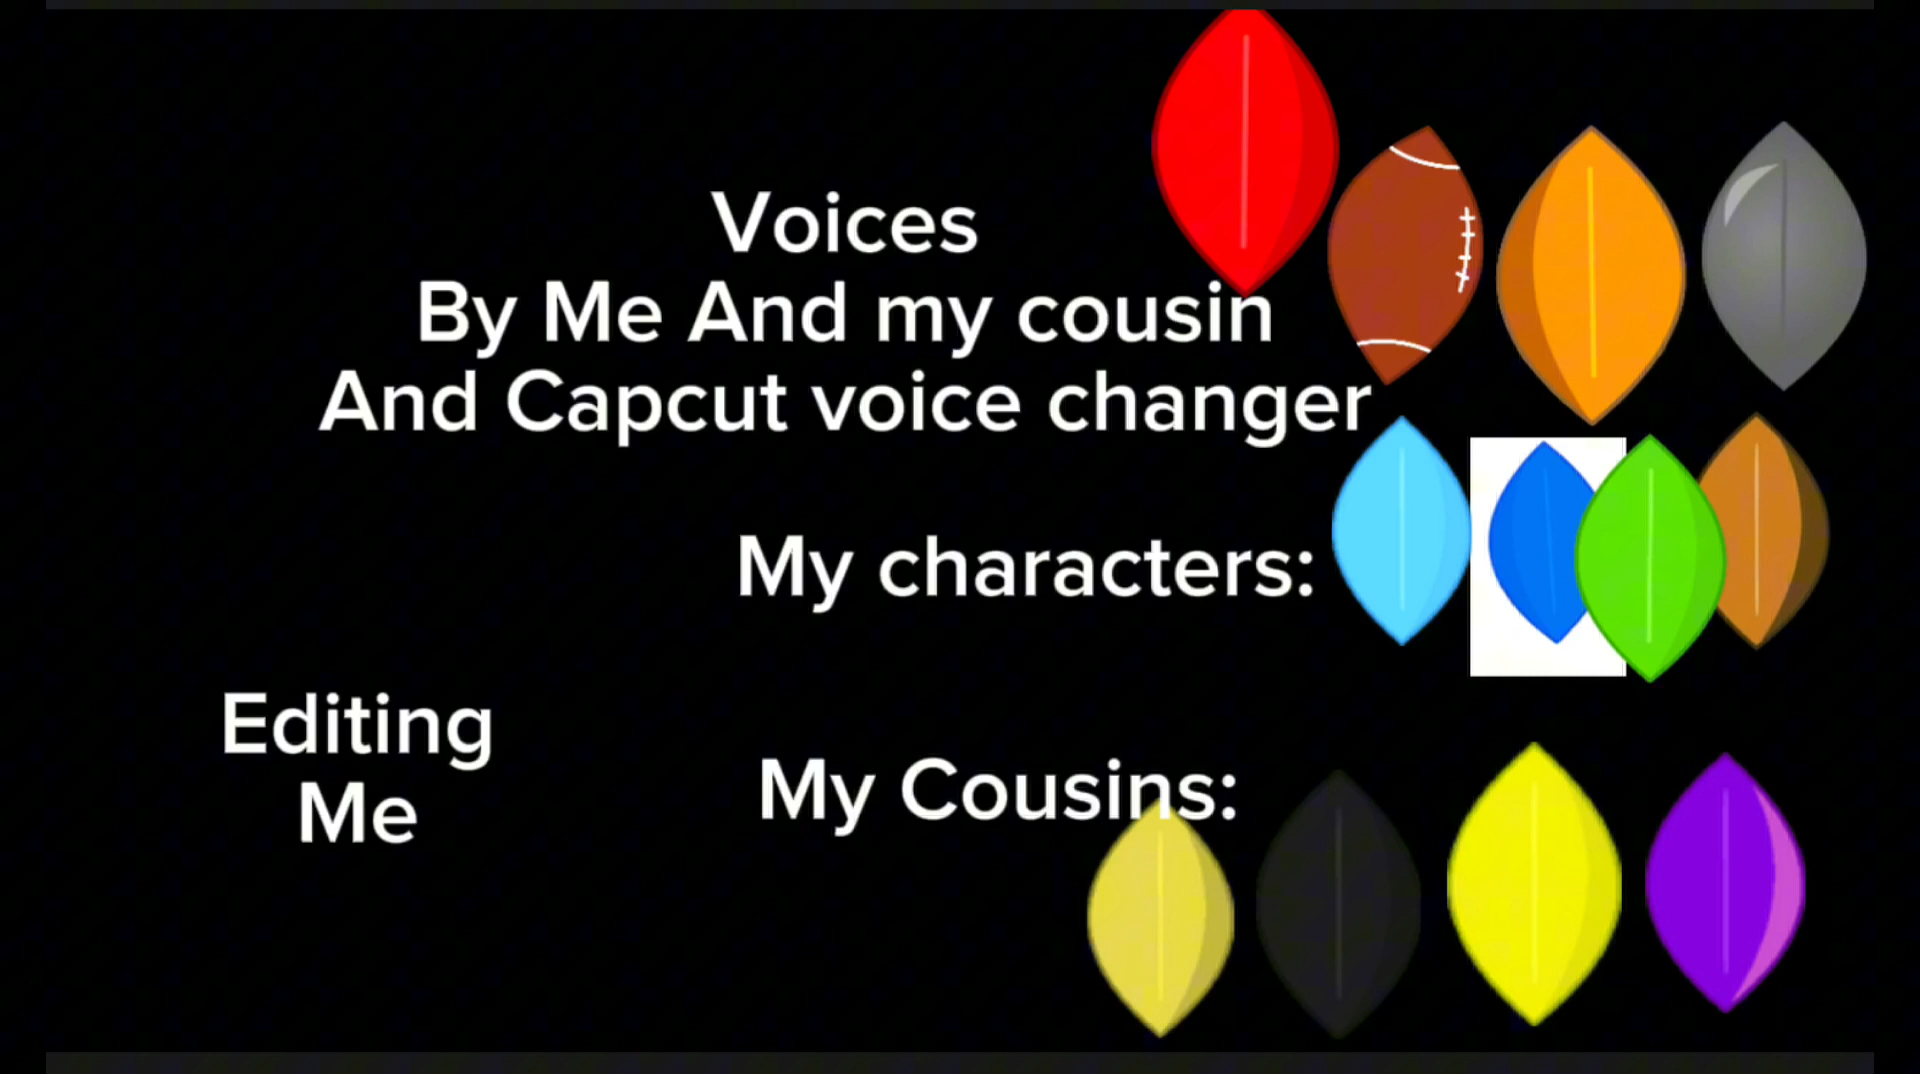 Voices
By Me And my cousin
And Capcut voice changer
My characters:
Editing
Me
My Cousins: